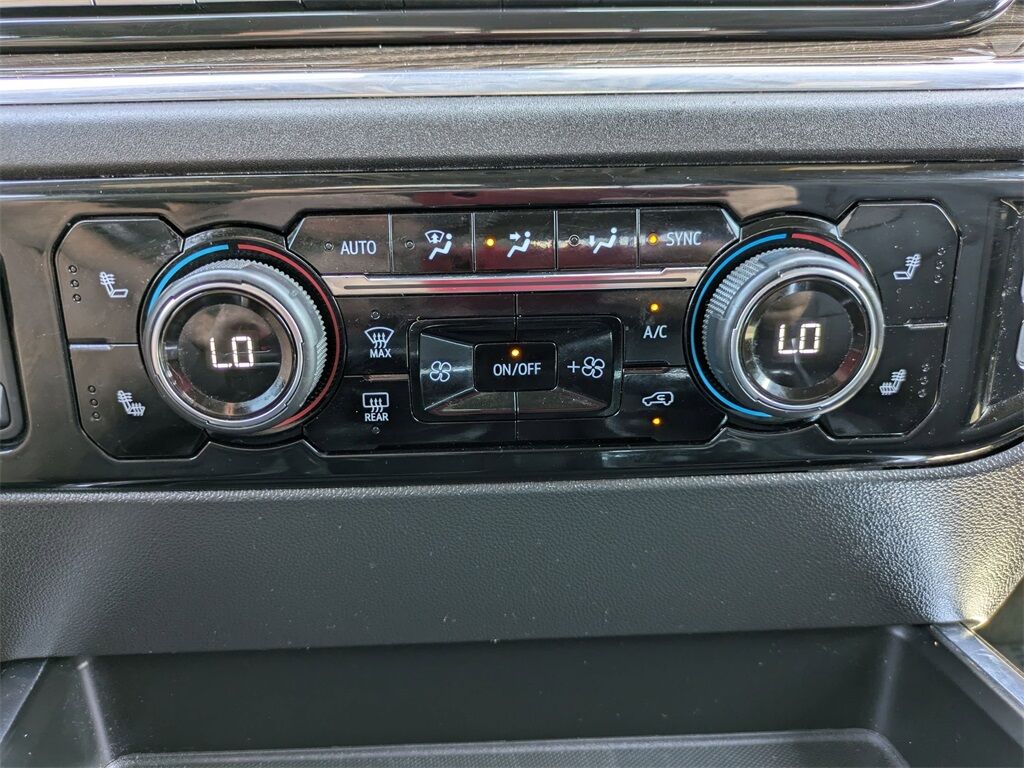 AUTO
SYNC
LO
MAX
ON/OFF
+
A/C
LO
REAR